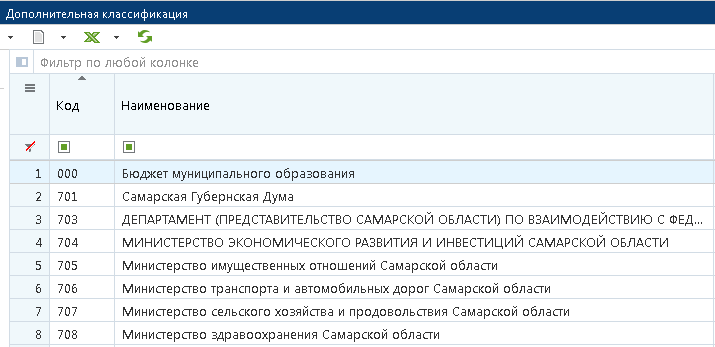 Дополнительная классификация
Фильтр по любой колонке
Код Наименование
1 000 Бюджет муниципального образования
2 701 Самарская Губернская Дума
3 703 ДЕПАРТАМЕНТ (ПРЕДСТАВИТЕЛЬСТВО САМАРСКОЙ ОБЛАСТИ) ПО ВЗАИМОДЕЙСТВИЮ С ФЕД...
4 704 МИНИСТЕРСТВО ЭКОНОМИЧЕСКОГО РАЗВИТИЯ И ИНВЕСТИЦИЙ САМАРСКОЙ ОБЛАСТИ
5 705 Министерство имущественных отношений Самарской области
6 706 Министерство транспорта и автомобильных дорог Самарской области
7 707 Министерство сельского хозяйства и продовольствия Самарской области
8 708 Министерство здравоохранения Самарской области